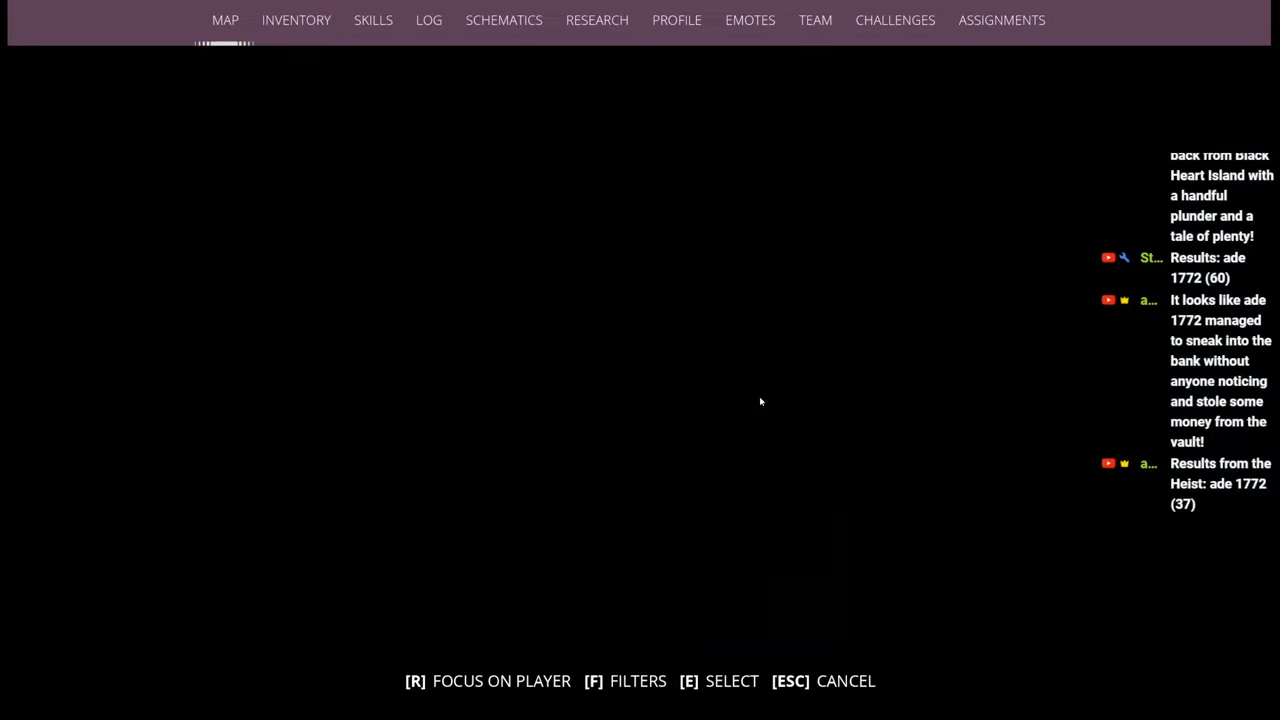 MAP INVENTORY SKILLS LOG SCHEMATICS RESEARCH PROFILE EMOTES TEAM CHALLENGES ASSIGNMENTS
back from Black
Heart Island with
a handful
plunder and a
tale of plenty!
St... Results: ade
1772 (60)
a... It looks like ade
1772 managed
to sneak into the
bank without
anyone noticing
and stole some
money from the
vault!
a... Results from the
Heist: ade 1772
(37)
[R] FOCUS ON PLAYER [F] FILTERS [E] SELECT [ESC] CANCEL